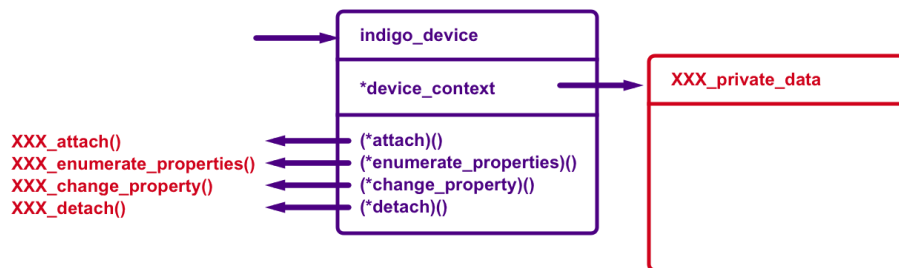 indigo_device
*device_context
XXX_private_data
XXX_attach()
(*attach)()
XXX_enumerate_properties()
(*enumerate_properties)()
XXX_change_property()
(*change_property)()
XXX_detach()
(*detach)()